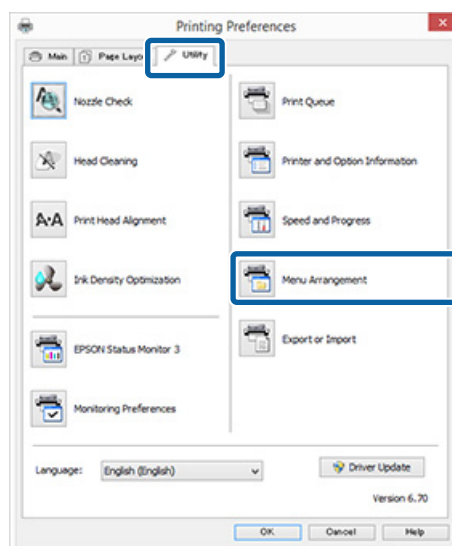 Printing Preferences
Main
Page Layo
Utility
Nozzle Check
Print Queue
Head Cleaning
Printer and Option Information
Print Head Alignment
Speed and Progress
Ink Density Optimization
Menu Arrangement
EPSON Status Monitor 3
Export or Import
Monitoring Preferences
Language:
English (English)
Driver Update
Version 6.70
OK
Cancel
Help